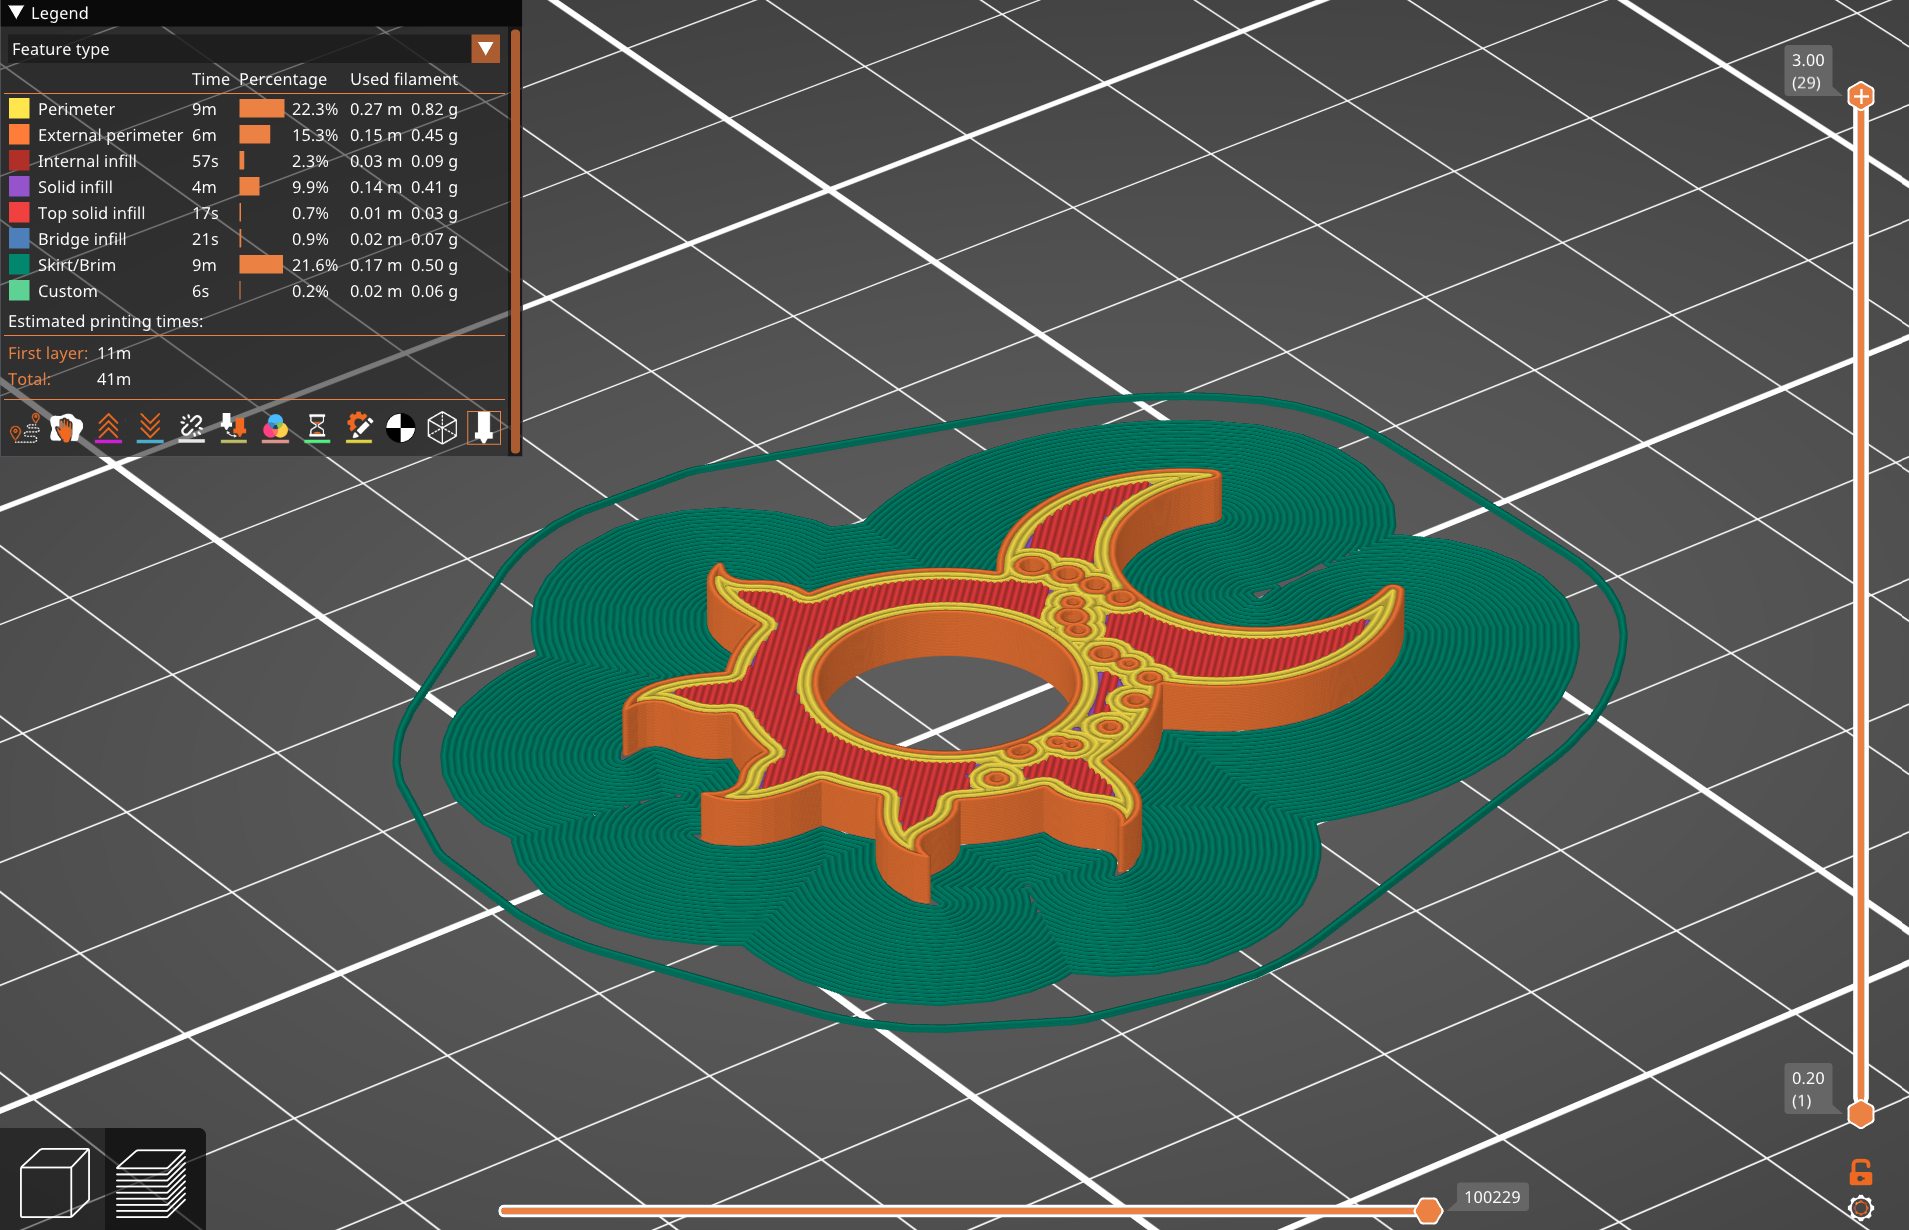 Legend
Feature type
Time Percentage Used filament
Perimeter 9m 22.3% 0.27 m 0.82 g
External perimeter 6m 15.3% 0.15 m 0.45 g
Internal infill 57s 2.3% 0.03 m 0.09 g
Solid infill 4m 9.9% 0.14 m 0.41 g
Top solid infill 17s 0.7% 0.01 m 0.03 g
Bridge infill 21s 0.9% 0.02 m 0.07 g
Skirt/Brim 9m 21.6% 0.17 m 0.50 g
Custom 6s 0.2% 0.02 m 0.06 g
Estimated printing times:
First layer: 11m
Total: 41m
3.00
(29)
0.20
(1)
100229